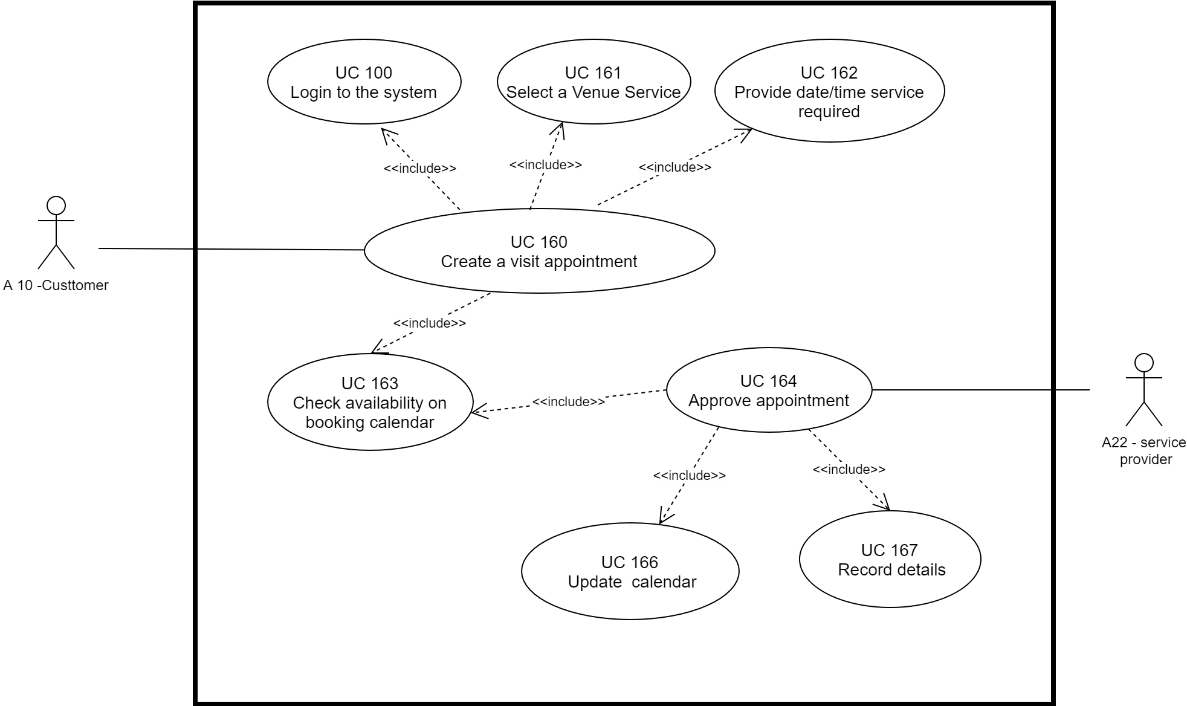 UC 100
Login to the system
UC 161
Select a Venue Service
UC 162
Provide date/time service
required
<<include>>
<<include>>
<<include>>
UC 160
Create a visit appointment
A 10 -Custtomer
<<include>>
UC 163
Check availability on
booking calendar
<<include>>
UC 164
Approve appointment
A22 - service
provider
<<include>>
<<include>>
UC 166
Update  calendar
UC 167
Record details